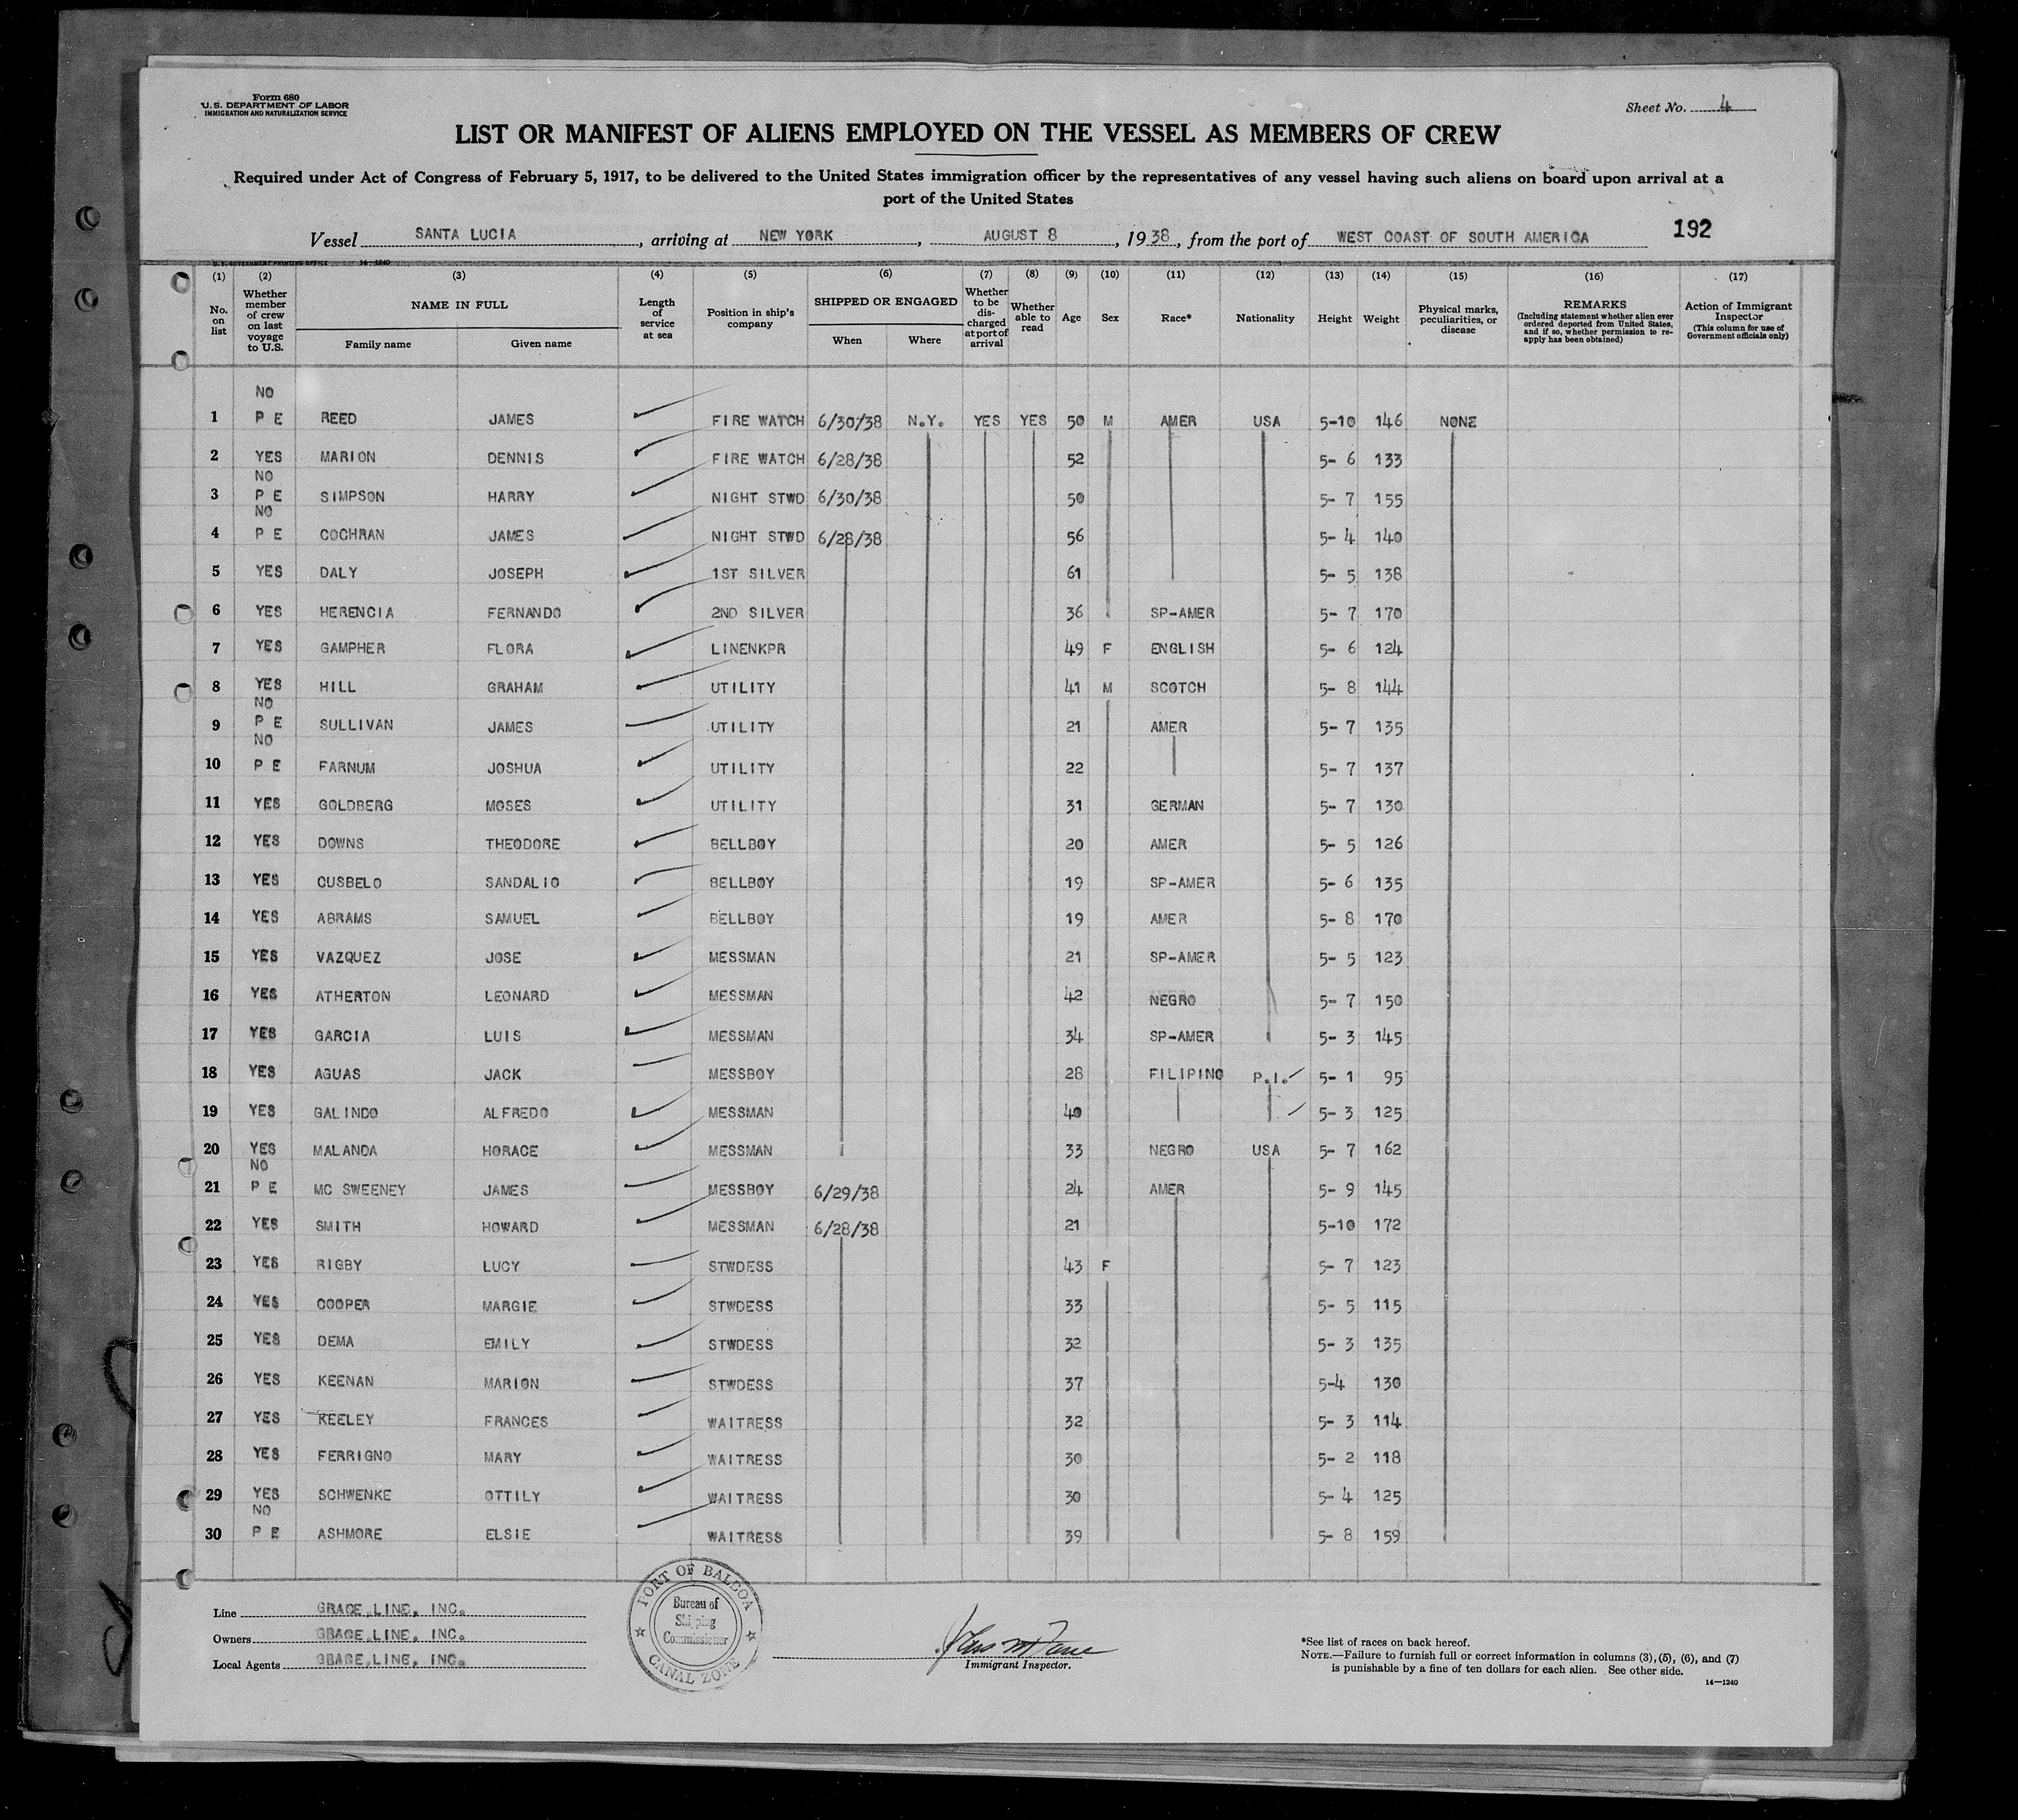 Form 680
U.S. DEPARTMENT OF LABOR
IMMIGRATION AND NATURALIZATION SERVICE
Sheet No. 4
LIST OR MANIFEST OF ALIENS EMPLOYED ON THE VESSEL AS MEMBERS OF CREW
Required under Act of Congress of February 5, 1917, to be delivered to the United States immigration officer by the representatives of any vessel having such aliens on board upon arrival at a
port of the United States
Vessel SANTA LUCIA, arriving at NEW YORK, AUGUST 8, 1938, from the port of WEST COAST OF SOUTH AMERICA 192
U.S. GOVERNMENT PRINTING OFFICE 14—1240
(1) (2) (3) (4) (5) (6) (7) (8) (9) (10) (11) (12) (13) (14) (15) (16) (17)
No. on list
Whether member of crew on last voyage to U.S.
NAME IN FULL
Family name Given name
Length of service at sea
Position in ship's company
SHIPPED OR ENGAGED
When Where
Whether to be discharged at port of arrival
Whether able to read
Age
Sex
Race*
Nationality
Height
Weight
Physical marks, peculiarities, or disease
REMARKS
(Including statement whether alien ever ordered deported from United States, and if so, whether permission to re-apply has been obtained)
Action of Immigrant Inspector
(This column for use of Government officials only)
NO
1 P E REED JAMES FIRE WATCH 6/30/38 N.Y. YES YES 50 M AMER USA 5-10 146 NONE
2 YES MARION DENNIS FIRE WATCH 6/28/38 52 5- 6 133
NO
3 P E SIMPSON HARRY NIGHT STWD 6/30/38 50 5- 7 155
NO
4 P E COCHRAN JAMES NIGHT STWD 6/28/38 56 5- 4 140
5 YES DALY JOSEPH 1ST SILVER 61 5- 5 138
6 YES HERENCIA FERNANDO 2ND SILVER 36 SP-AMER 5- 7 170
7 YES GAMPHER FLORA LINENKPR 49 F ENGLISH 5- 6 124
8 YES HILL GRAHAM UTILITY 41 M SCOTCH 5- 8 144
NO
9 P E SULLIVAN JAMES UTILITY 21 AMER 5- 7 135
NO
10 P E FARNUM JOSHUA UTILITY 22 5- 7 137
11 YES GOLDBERG MOSES UTILITY 31 GERMAN 5- 7 130
12 YES DOWNS THEODORE BELLBOY 20 AMER 5- 5 126
13 YES CUSBELO SANDALIO BELLBOY 19 SP-AMER 5- 6 135
14 YES ABRAMS SAMUEL BELLBOY 19 AMER 5- 8 170
15 YES VAZQUEZ JOSE MESSMAN 21 SP-AMER 5- 5 123
16 YES ATHERTON LEONARD MESSMAN 42 NEGRO 5- 7 150
17 YES GARCIA LUIS MESSMAN 34 SP-AMER 5- 3 145
18 YES AGUAS JACK MESSBOY 28 FILIPINO P.I. 5- 1 95
19 YES GALINDO ALFREDO MESSMAN 40 5- 3 125
20 YES MALANDA HORACE MESSMAN 33 NEGRO USA 5- 7 162
NO
21 P E MC SWEENEY JAMES MESSBOY 6/29/38 24 AMER 5- 9 145
22 YES SMITH HOWARD MESSMAN 6/28/38 21 5-10 172
23 YES RIGBY LUCY STWDESS 43 F 5- 7 123
24 YES COOPER MARGIE STWDESS 33 5- 5 115
25 YES DEMA EMILY STWDESS 32 5- 3 135
26 YES KEENAN MARION STWDESS 37 5-4 130
27 YES KEELEY FRANCES WAITRESS 32 5- 3 114
28 YES FERRIGNO MARY WAITRESS 30 5- 2 118
29 YES SCHWENKE OTTILY WAITRESS 30 5- 4 125
NO
30 P E ASHMORE ELSIE WAITRESS 39 5- 8 159
Line GRACE LINE, INC.
Owners GRACE LINE, INC.
Local Agents GRACE LINE, INC.
PORT OF BALBOA
Bureau of
Shipping
Commissioner
CANAL ZONE
Immigrant Inspector.
*See list of races on back hereof.
NOTE.—Failure to furnish full or correct information in columns (3), (5), (6), and (7)
is punishable by a fine of ten dollars for each alien. See other side.
14—1240